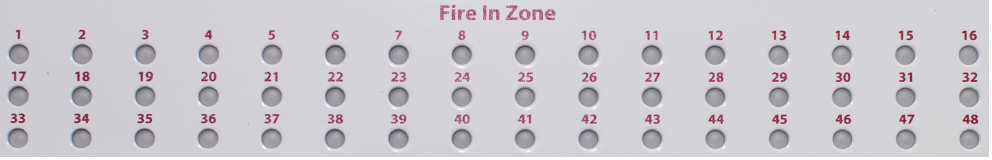 Fire In Zone
1 2 3 4 5 6 7 8 9 10 11 12 13 14 15 16
17 18 19 20 21 22 23 24 25 26 27 28 29 30 31 32
33 34 35 36 37 38 39 40 41 42 43 44 45 46 47 48